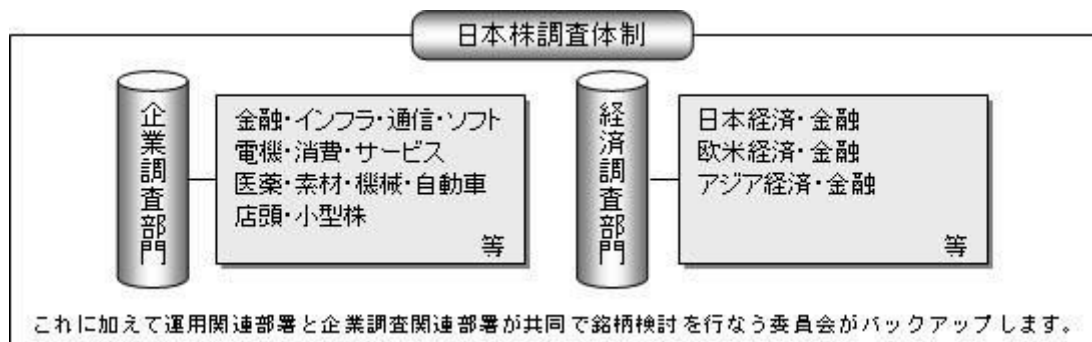 日本株調査体制
企業調査部門
金融・インフラ・通信・ソフト
電機・消費・サービス
医薬・素材・機械・自動車
店頭・小型株
等
経済調査部門
日本経済・金融
欧米経済・金融
アジア経済・金融
等
これに加えて運用関連部署と企業調査関連部署が共同で銘柄検討を行なう委員会がバックアップします。